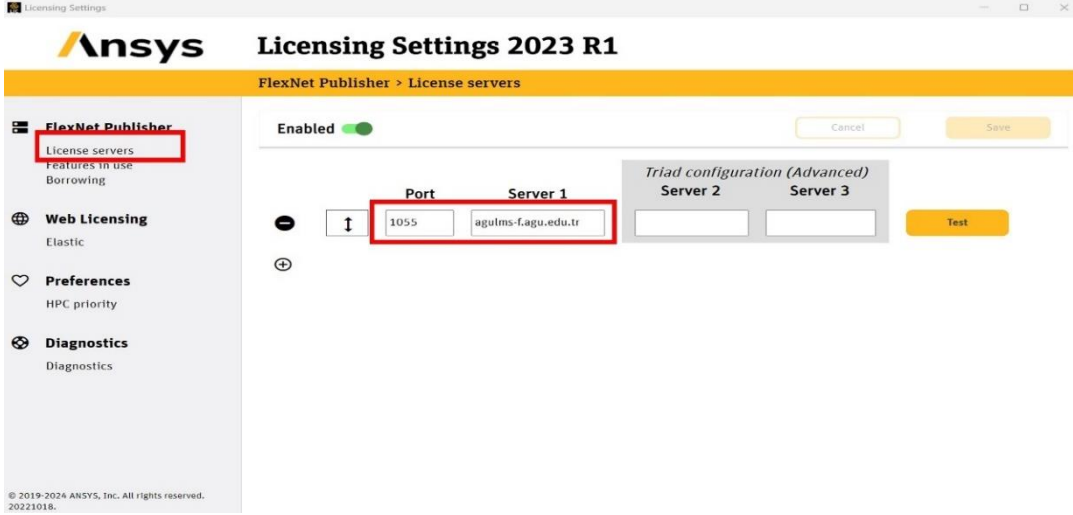 Licensing Settings
Ansys
Licensing Settings 2023 R1
FlexNet Publisher > License servers
FlexNet Publisher
License servers
Features in use
Borrowing
Web Licensing
Elastic
Preferences
HPC priority
Diagnostics
Diagnostics
© 2019-2024 ANSYS, Inc. All rights reserved.
20221018.
Enabled
Cancel
Save
Triad configuration (Advanced)
Port Server 1 Server 2 Server 3
1055 agulms-f.agu.edu.tr Test